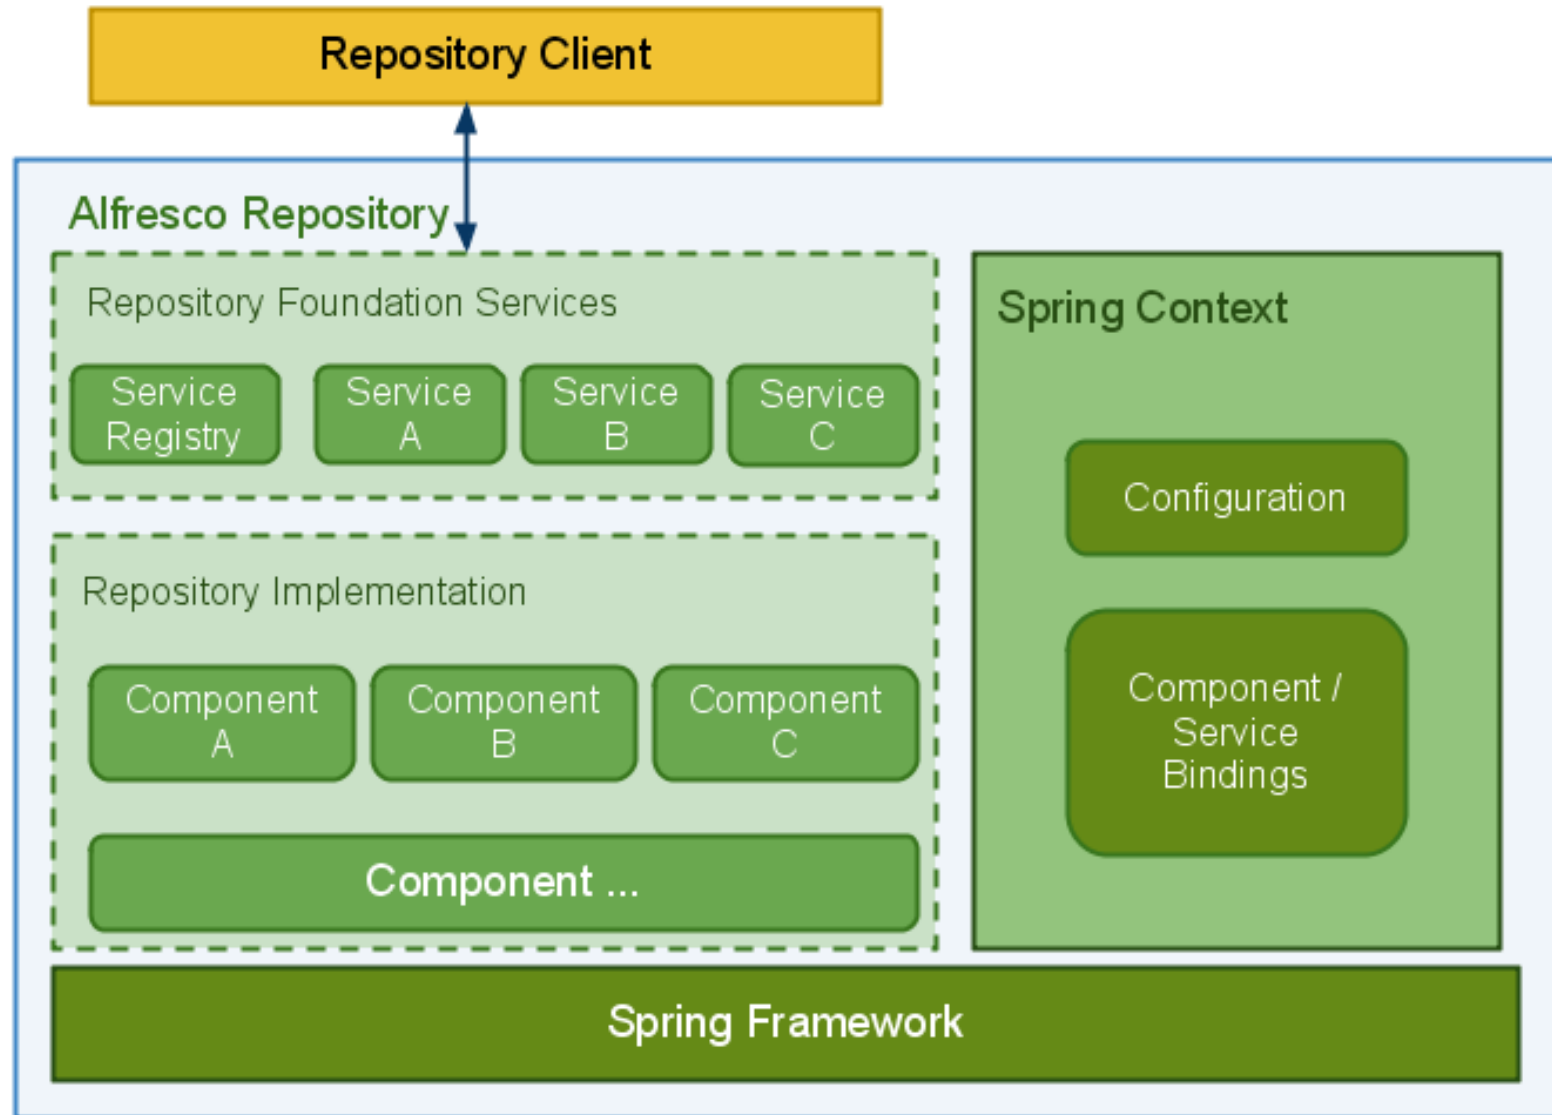 Repository Client
Alfresco Repository
Repository Foundation Services
Service
Registry
Service
A
Service
B
Service
C
Repository Implementation
Component
A
Component
B
Component
C
Component ...
Spring Context
Configuration
Component /
Service
Bindings
Spring Framework